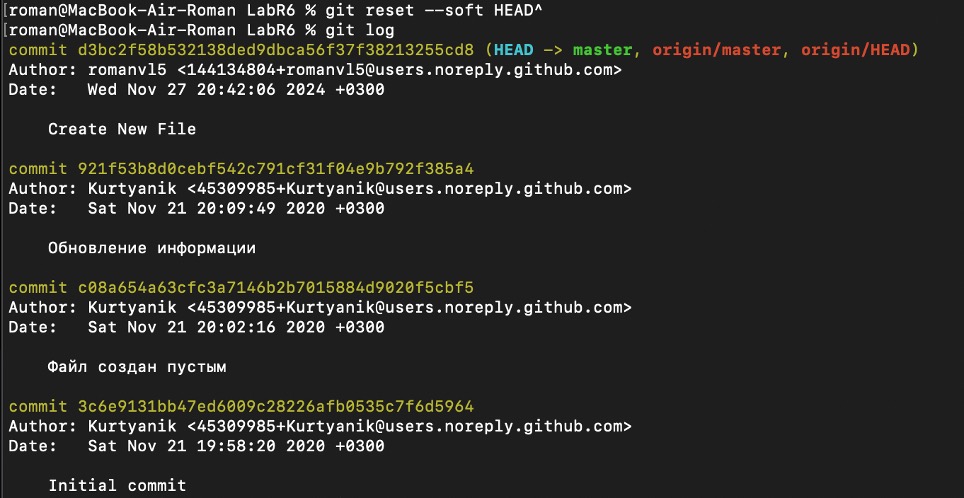 [roman@MacBook-Air-Roman LabR6 % git reset --soft HEAD^
[roman@MacBook-Air-Roman LabR6 % git log
commit d3bc2f58b532138ded9dbca56f37f38213255cd8 (HEAD -> master, origin/master, origin/HEAD)
Author: romanvl5 <144134804+romanvl5@users.noreply.github.com>
Date:   Wed Nov 27 20:42:06 2024 +0300
    Create New File
commit 921f53b8d0cebf542c791cf31f04e9b792f385a4
Author: Kurtyanik <45309985+Kurtyanik@users.noreply.github.com>
Date:   Sat Nov 21 20:09:49 2020 +0300
    Обновление информации
commit c08a654a63cfc3a7146b2b7015884d9020f5cbf5
Author: Kurtyanik <45309985+Kurtyanik@users.noreply.github.com>
Date:   Sat Nov 21 20:02:16 2020 +0300
    Файл создан пустым
commit 3c6e9131bb47ed6009c28226afb0535c7f6d5964
Author: Kurtyanik <45309985+Kurtyanik@users.noreply.github.com>
Date:   Sat Nov 21 19:58:20 2020 +0300
    Initial commit